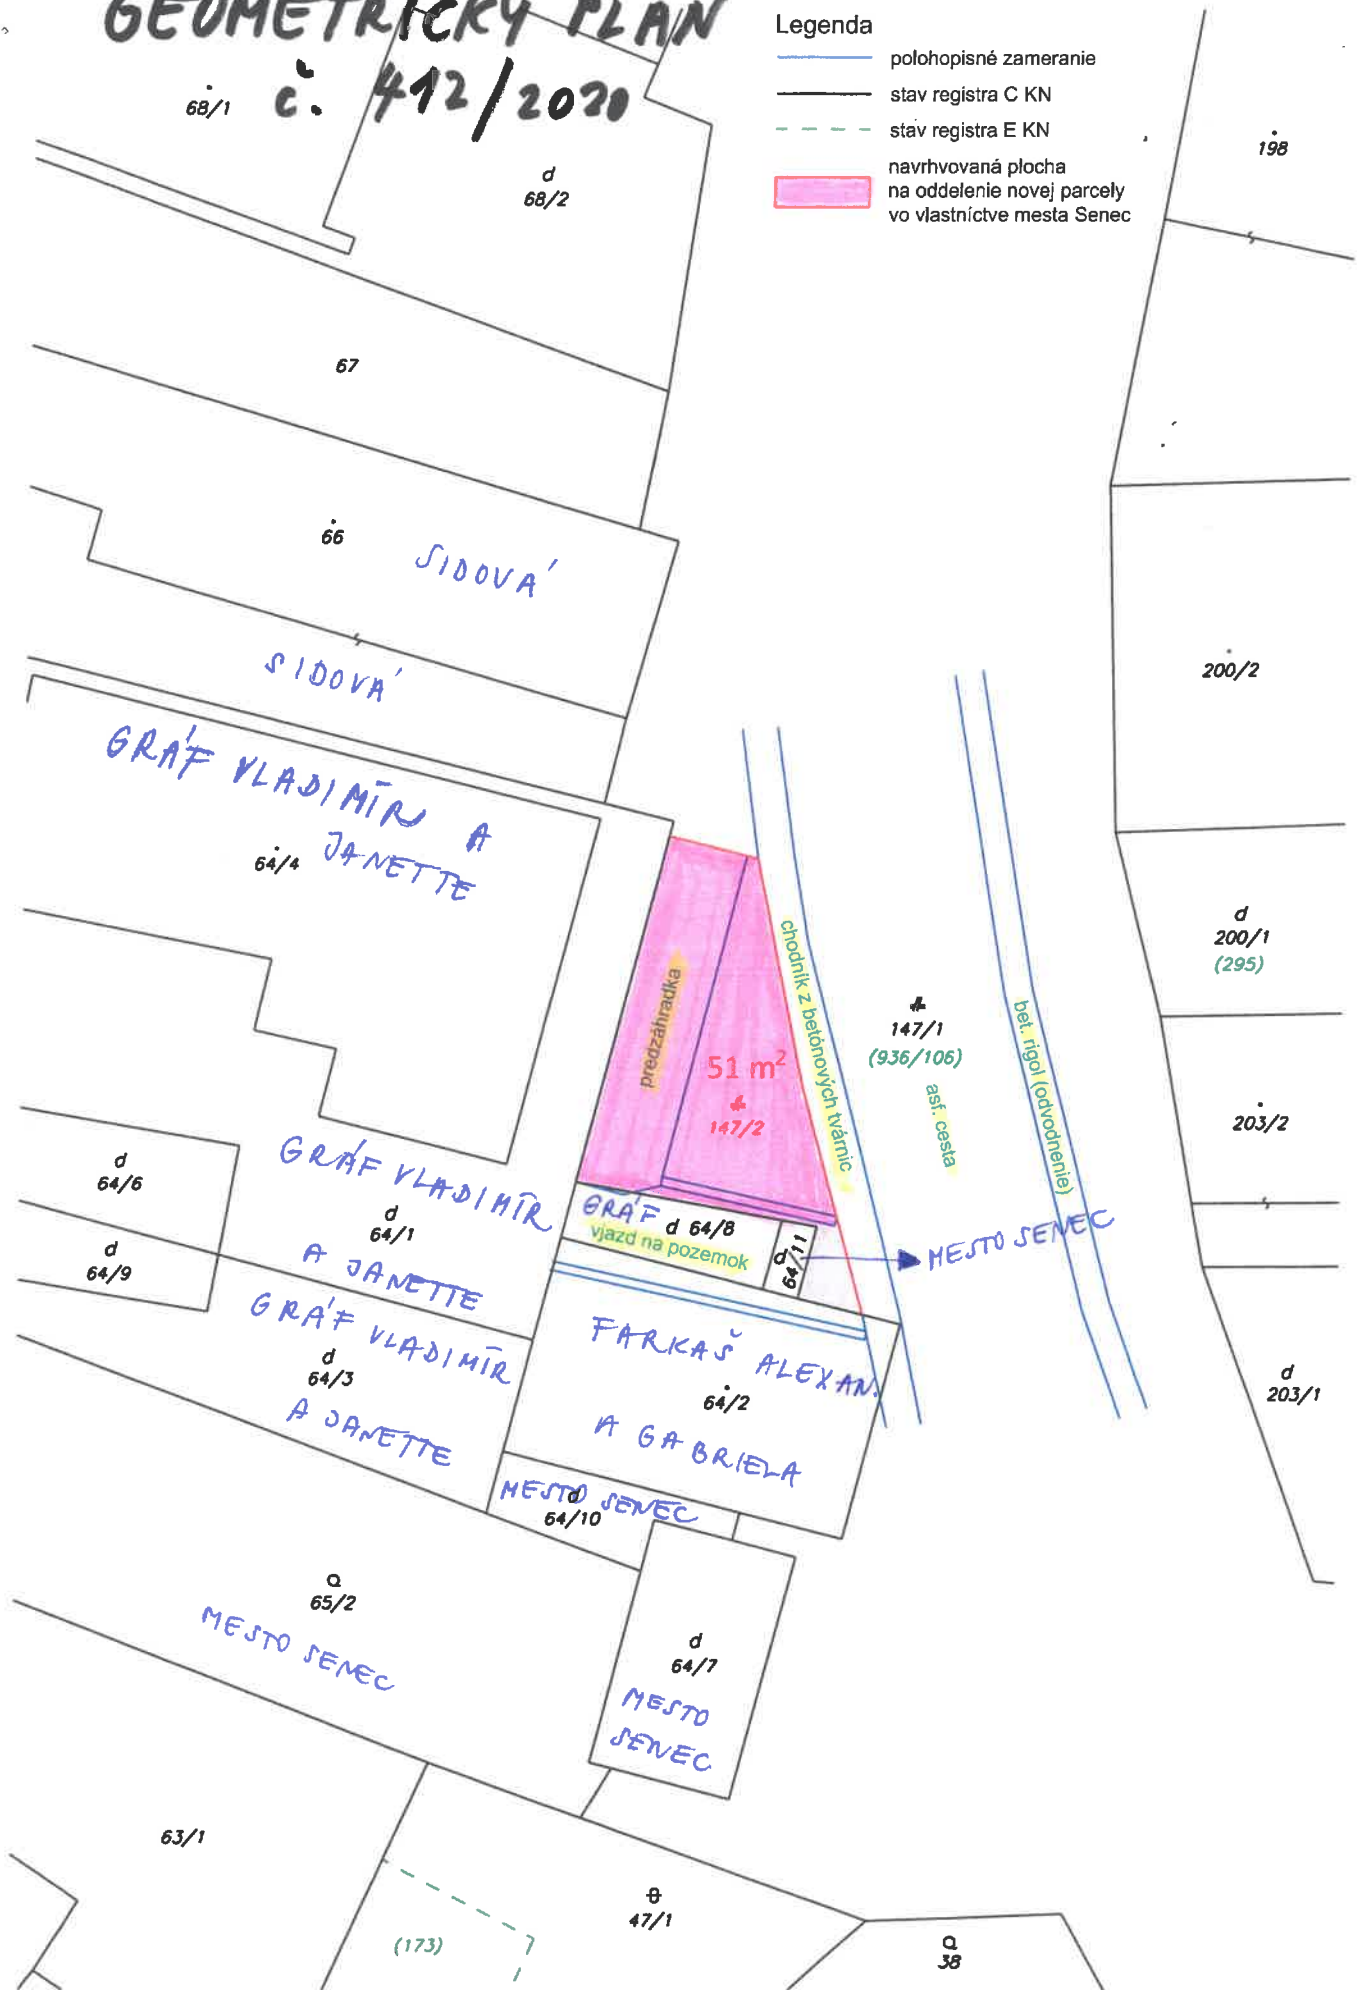 GEOMETRICKÝ PLÁN
č. 412/2020
Legenda
polohopisné zameranie
stav registra C KN
stav registra E KN
navrhvovaná plocha
na oddelenie novej parcely
vo vlastníctve mesta Senec
68/1
d
68/2
198
67
66
SIDOVÁ
SIDOVÁ
200/2
GRÁF VLADIMÍR A
JANETTE
64/4
d
200/1
(295)
predzáhradka
chodník z betónových tvárnic
147/1
(936/106)
asf. cesta
bet. rigol (odvodnenie)
51 m²
147/2
203/2
d
64/6
GRÁF VLADIMÍR
d
64/1
A JANETTE
GRÁF
d 64/8
vjazd na pozemok
d
64/11
MESTO SENEC
d
64/9
GRÁF VLADIMÍR
d
64/3
A JANETTE
FARKAŠ ALEXAN.
64/2
A GABRIELA
d
203/1
MESTO SENEC
d
64/10
65/2
MESTO SENEC
d
64/7
MESTO
SENEC
63/1
47/1
(173)
38